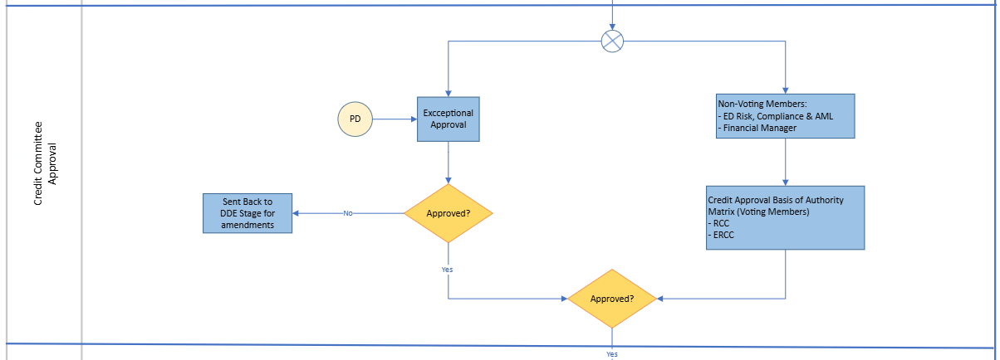 Credit Committee
Approval
PD
Excceptional
Approval
Non-Voting Members:
- ED Risk, Compliance & AML
- Financial Manager
Sent Back to
DDE Stage for
amendments
No
Approved?
Credit Approval Basis of Authority
Matrix (Voting Members)
- RCC
- ERCC
Yes
Approved?
Yes